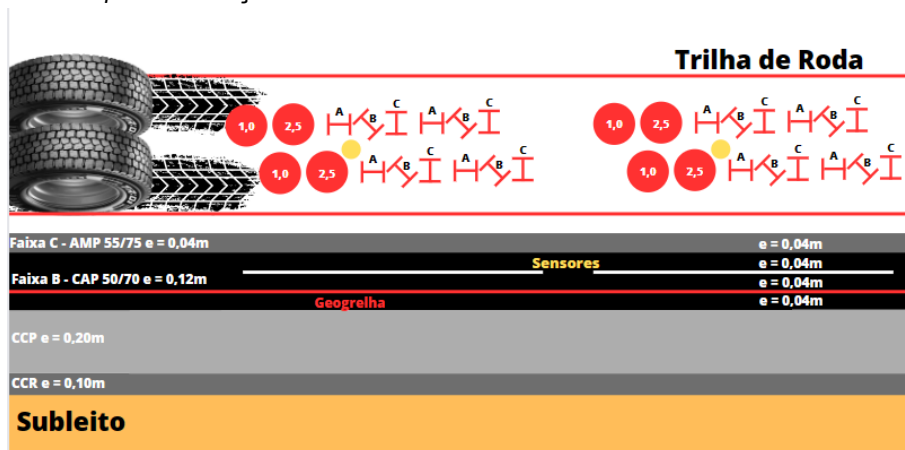 Trilha de Roda
A C A C A C A C
1,0 2,5 B B 1,0 2,5 B B
A C A C A C A C
1,0 2,5 B B 1,0 2,5 B B
Faixa C - AMP 55/75 e = 0,04m e = 0,04m
Sensores e = 0,04m
Faixa B - CAP 50/70 e = 0,12m e = 0,04m
Geogrelha e = 0,04m
CCP e = 0,20m
CCR e = 0,10m
Subleito